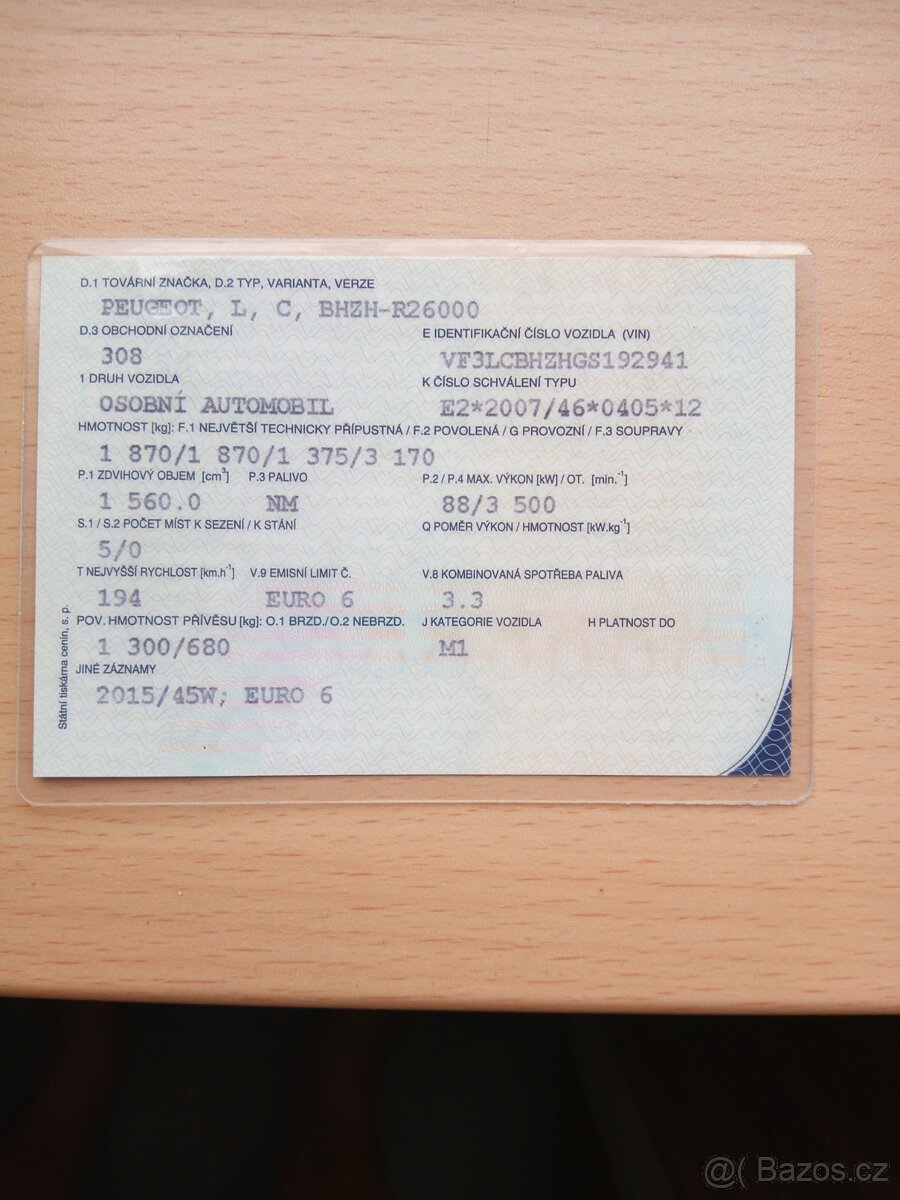 D.1 TOVÁRNÍ ZNAČKA, D.2 TYP, VARIANTA, VERZE
PEUGEOT, L, C, BHZH-R26000
D.3 OBCHODNÍ OZNAČENÍ E IDENTIFIKAČNÍ ČÍSLO VOZIDLA (VIN)
308 VF3LCBHZHGS192941
1 DRUH VOZIDLA K ČÍSLO SCHVÁLENÍ TYPU
OSOBNÍ AUTOMOBIL E2*2007/46*0405*12
HMOTNOST [kg]: F.1 NEJVĚTŠÍ TECHNICKY PŘÍPUSTNÁ / F.2 POVOLENÁ / G PROVOZNÍ / F.3 SOUPRAVY
1 870/1 870/1 375/3 170
P.1 ZDVIHOVÝ OBJEM [cm³] P.3 PALIVO P.2 / P.4 MAX. VÝKON [kW] / OT. [min.⁻¹]
1 560.0 NM 88/3 500
S.1 / S.2 POČET MÍST K SEZENÍ / K STÁNÍ Q POMĚR VÝKON / HMOTNOST [kW.kg⁻¹]
5/0
T NEJVYŠŠÍ RYCHLOST [km.h⁻¹] V.9 EMISNÍ LIMIT Č. V.8 KOMBINOVANÁ SPOTŘEBA PALIVA
194 EURO 6 3.3
POV. HMOTNOST PŘÍVĚSU [kg]: O.1 BRZD./O.2 NEBRZD. J KATEGORIE VOZIDLA H PLATNOST DO
1 300/680 M1
JINÉ ZÁZNAMY
2015/45W; EURO 6
Státní tiskárna cenin, s. p.
@( Bazos.cz